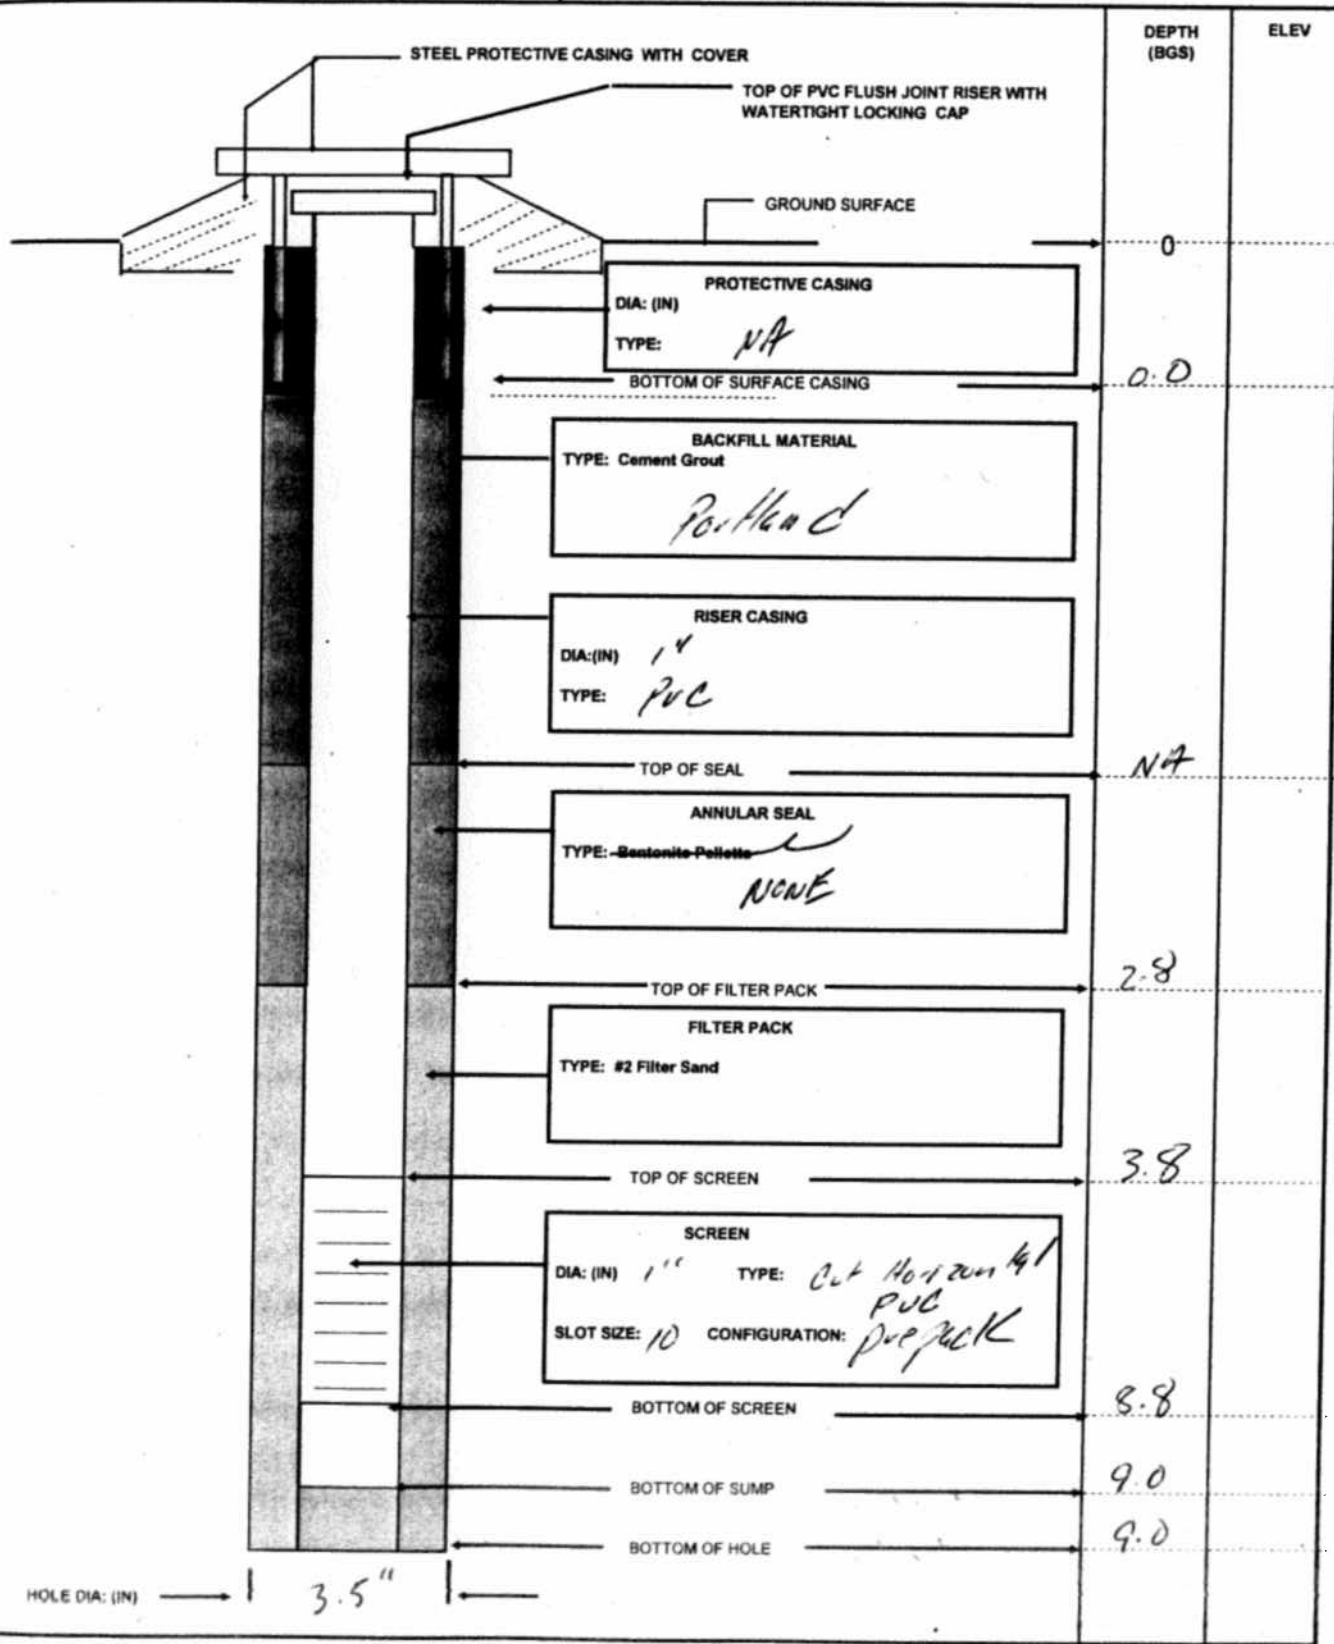 DEPTH
(BGS)
ELEV
STEEL PROTECTIVE CASING WITH COVER
TOP OF PVC FLUSH JOINT RISER WITH
WATERTIGHT LOCKING CAP
GROUND SURFACE
0
PROTECTIVE CASING
DIA: (IN)
TYPE: NA
BOTTOM OF SURFACE CASING 0.0
BACKFILL MATERIAL
TYPE: Cement Grout
Portland
RISER CASING
DIA:(IN) 1"
TYPE: PVC
TOP OF SEAL NA
ANNULAR SEAL
TYPE: Bentonite Pelletts
NONE
TOP OF FILTER PACK 2.8
FILTER PACK
TYPE: #2 Filter Sand
TOP OF SCREEN 3.8
SCREEN
DIA: (IN) 1" TYPE: Cut Horizontal
PVC
SLOT SIZE: 10 CONFIGURATION: prepack
BOTTOM OF SCREEN 8.8
BOTTOM OF SUMP 9.0
BOTTOM OF HOLE 9.0
HOLE DIA: (IN) 3.5"